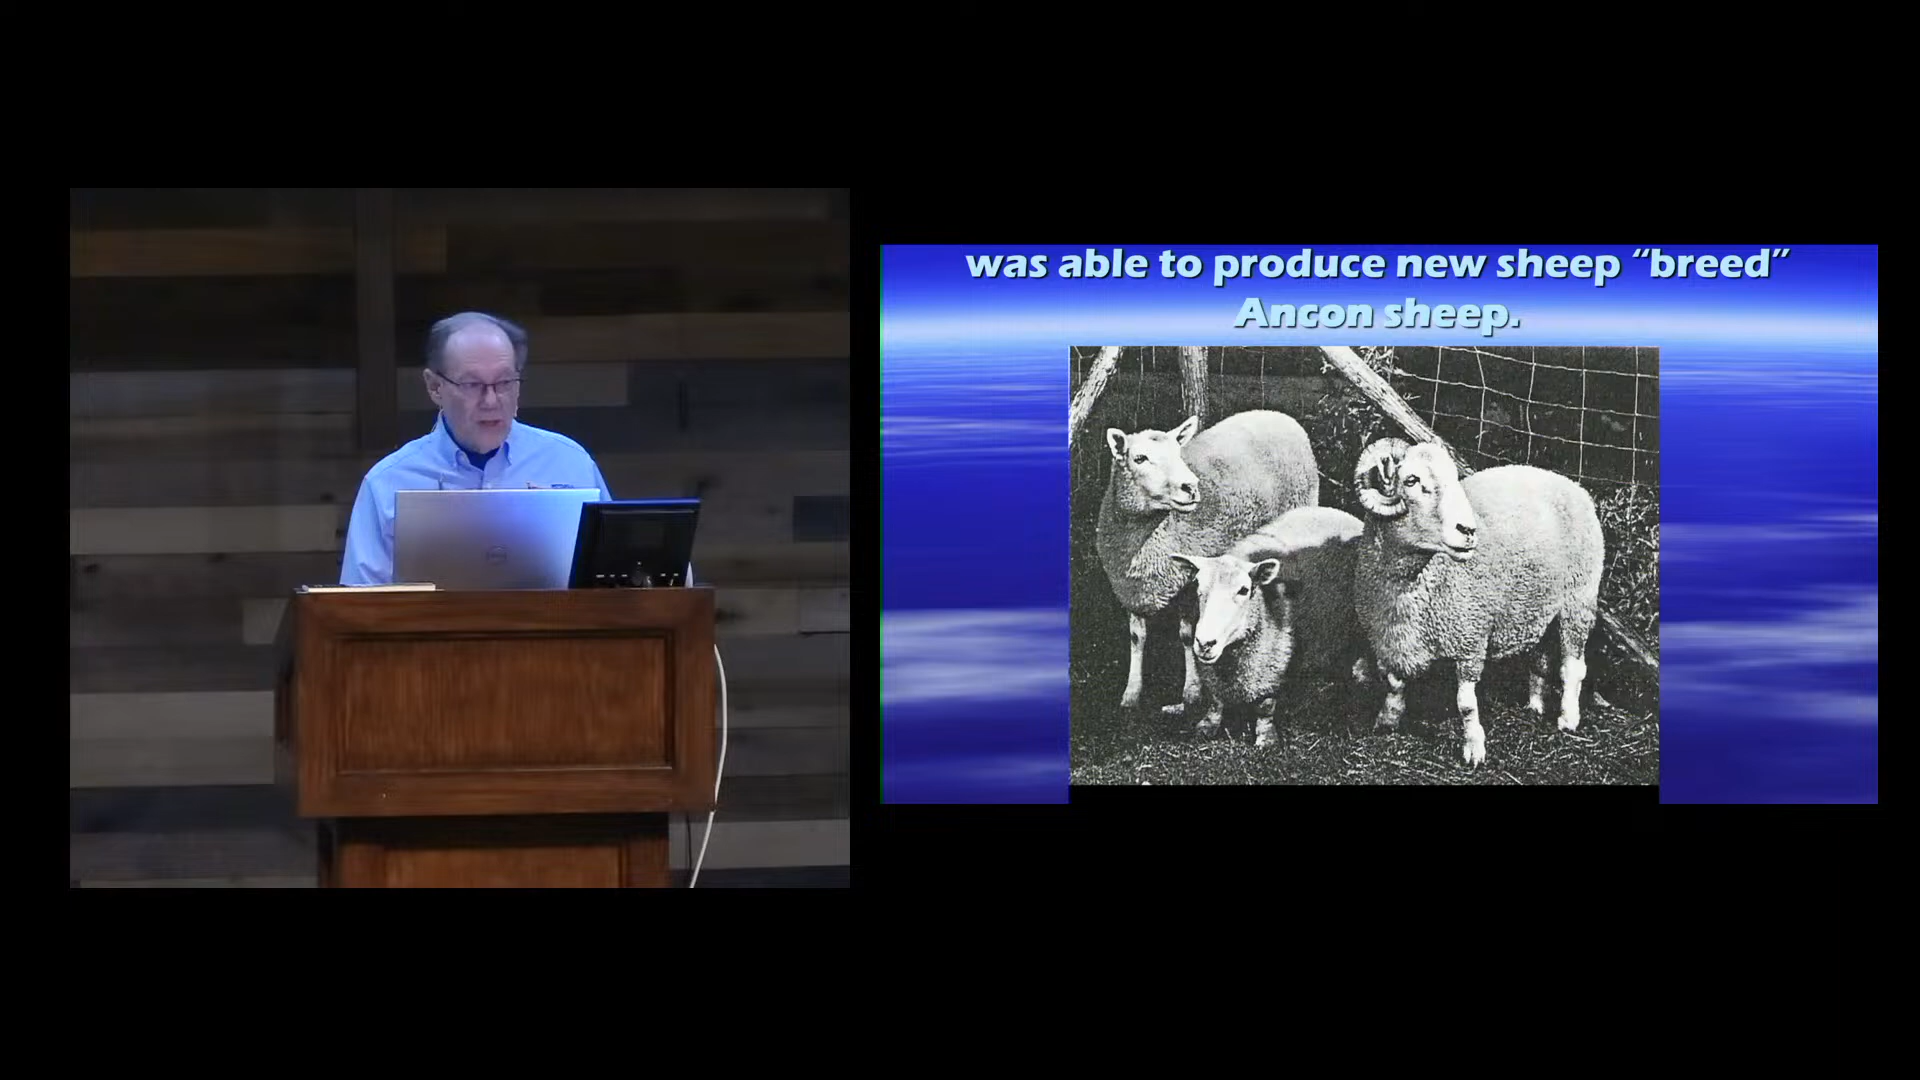 was able to produce new sheep “breed”
Ancon sheep.